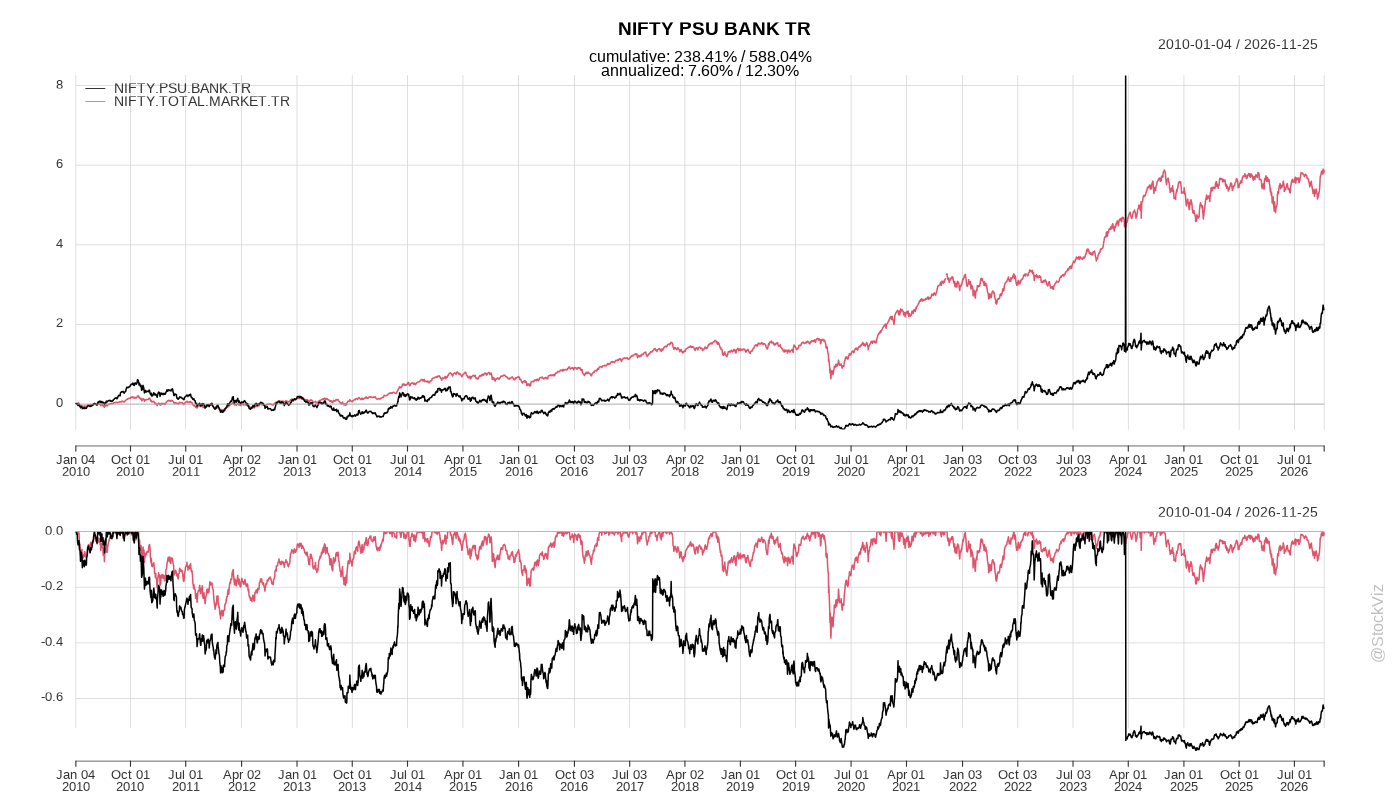 NIFTY PSU BANK TR
cumulative: 238.41% / 588.04%
annualized: 7.60% / 12.30%
2010-01-04 / 2026-11-25
NIFTY.PSU.BANK.TR
NIFTY.TOTAL.MARKET.TR
8
6
4
2
0
Jan 04 Oct 01 Jul 01 Apr 02 Jan 01 Oct 01 Jul 01 Apr 01 Jan 01 Oct 03 Jul 03 Apr 02 Jan 01 Oct 01 Jul 01 Apr 01 Jan 03 Oct 03 Jul 03 Apr 01 Jan 01 Oct 01 Jul 01
2010 2010 2011 2012 2013 2013 2014 2015 2016 2016 2017 2018 2019 2019 2020 2021 2022 2022 2023 2024 2025 2025 2026
2010-01-04 / 2026-11-25
0.0
-0.2
-0.4
-0.6
Jan 04 Oct 01 Jul 01 Apr 02 Jan 01 Oct 01 Jul 01 Apr 01 Jan 01 Oct 03 Jul 03 Apr 02 Jan 01 Oct 01 Jul 01 Apr 01 Jan 03 Oct 03 Jul 03 Apr 01 Jan 01 Oct 01 Jul 01
2010 2010 2011 2012 2013 2013 2014 2015 2016 2016 2017 2018 2019 2019 2020 2021 2022 2022 2023 2024 2025 2025 2026
@StockViz